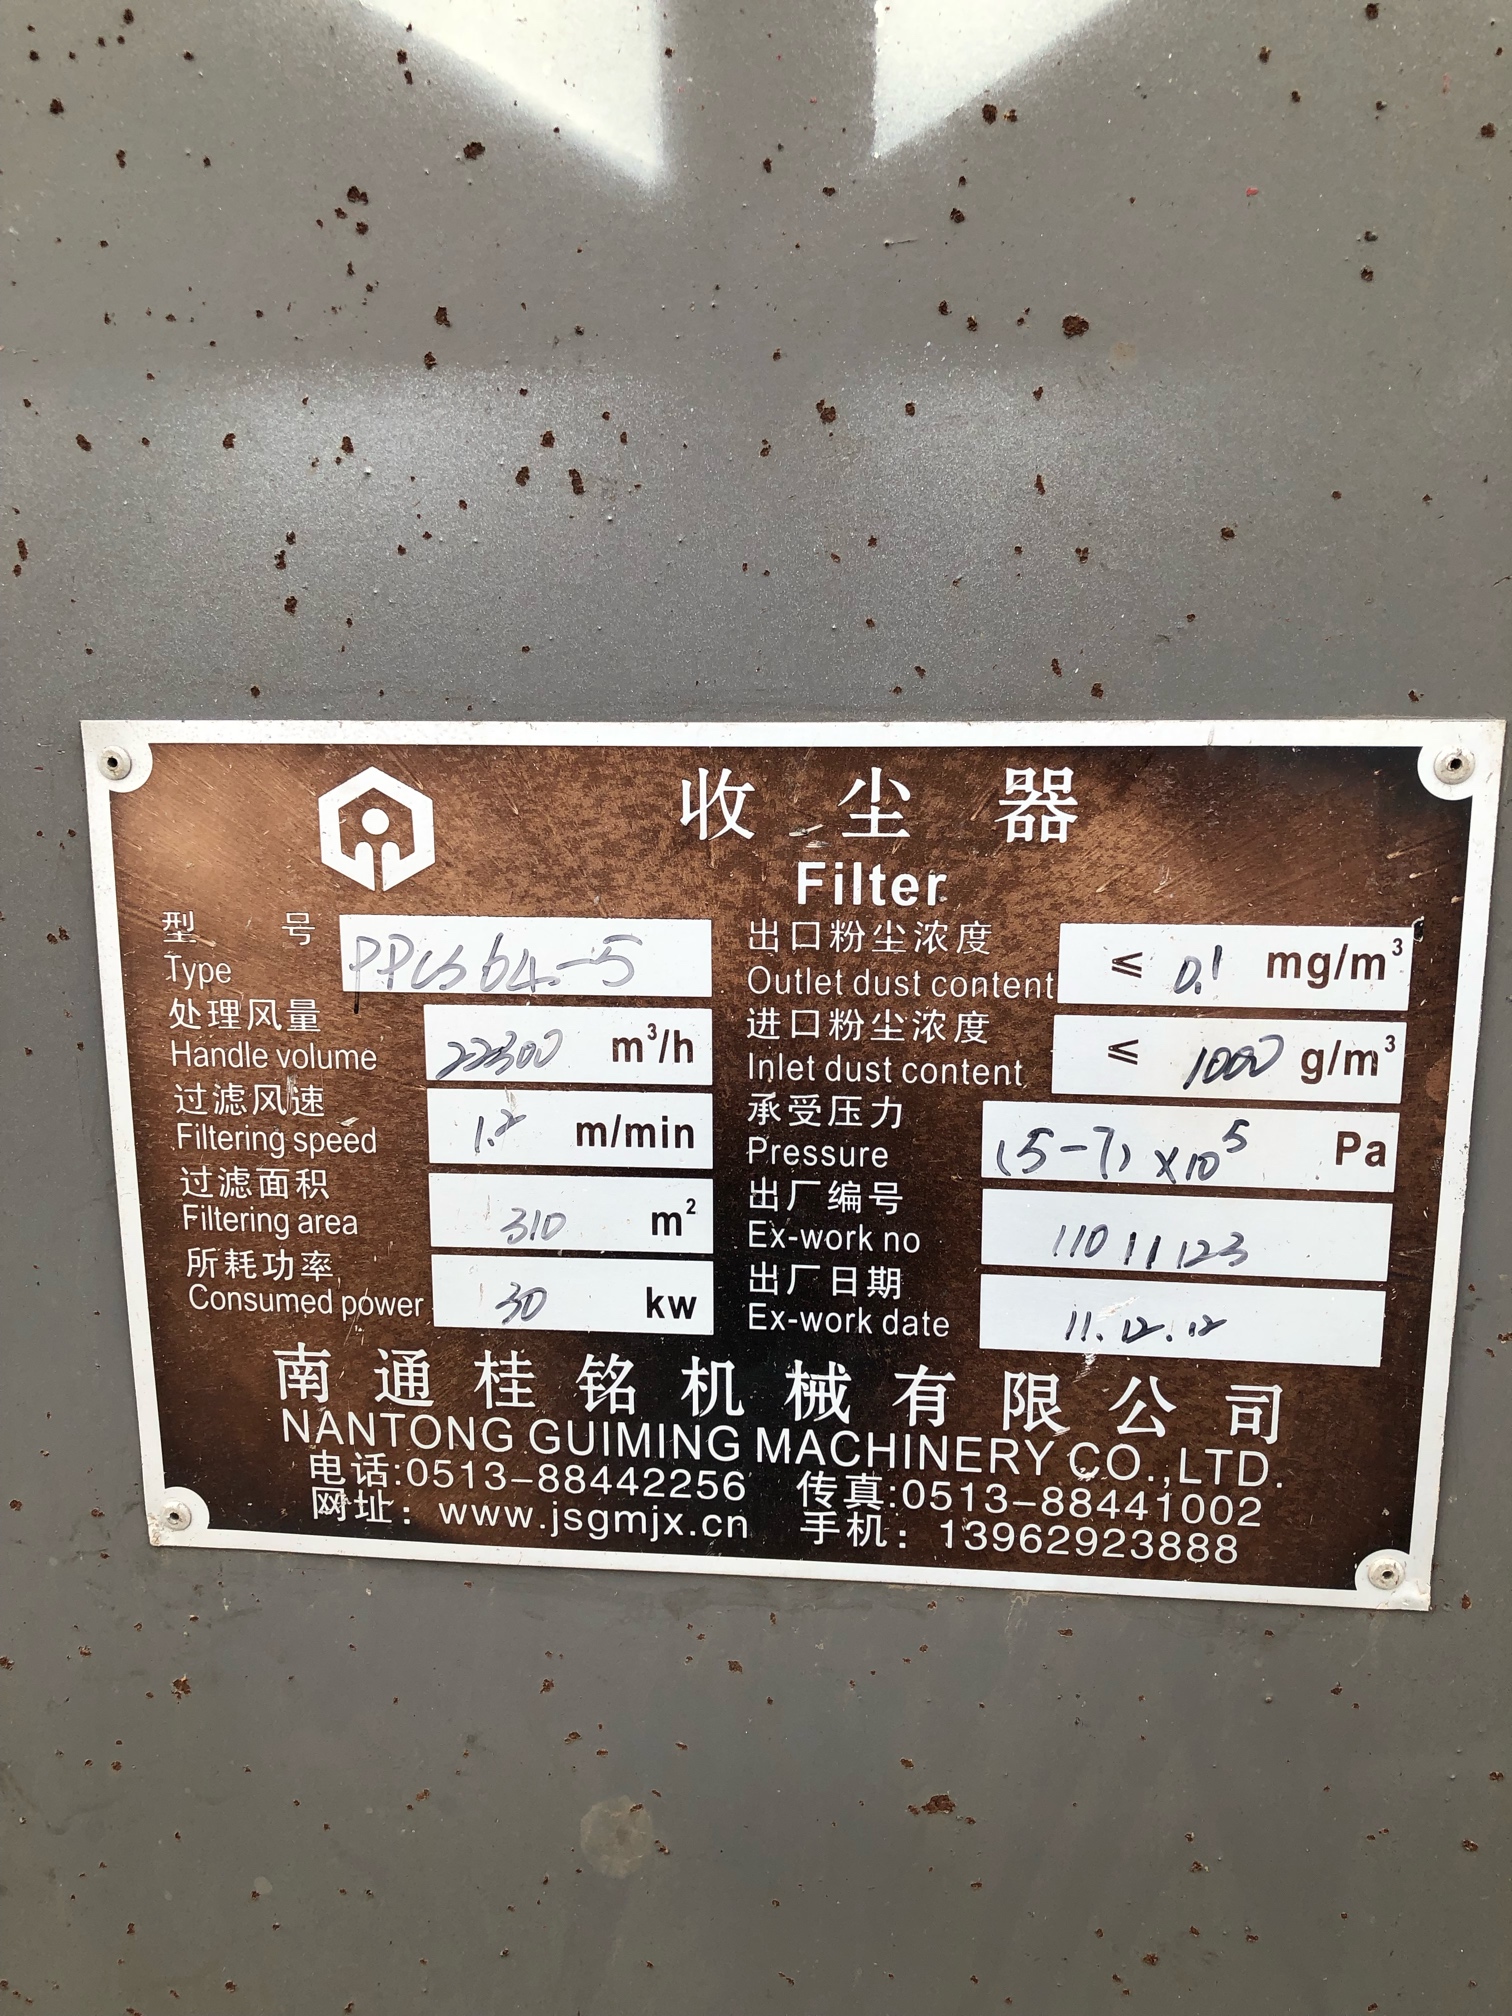 收尘器
Filter
型号 PPCS64-5
Type
处理风量 22300 m³/h
Handle volume
过滤风速 1.2 m/min
Filtering speed
过滤面积 310 m²
Filtering area
所耗功率 30 kw
Consumed power
出口粉尘浓度 ≤ 0.1 mg/m³
Outlet dust content
进口粉尘浓度 ≤ 1000 g/m³
Inlet dust content
承受压力 (5-7)×10⁵ Pa
Pressure
出厂编号 11011123
Ex-work no
出厂日期 11.12.12
Ex-work date
南通桂铭机械有限公司
NANTONG GUIMING MACHINERY CO.,LTD.
电话:0513-88442256 传真:0513-88441002
网址：www.jsgmjx.cn 手机：13962923888